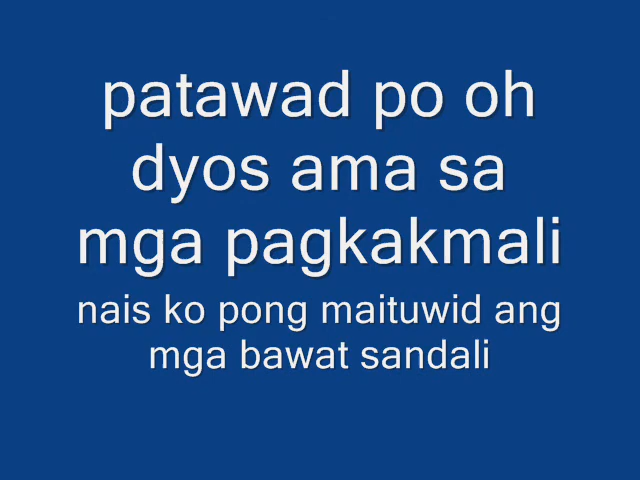 patawad po oh
dyos ama sa
mga pagkakmali
nais ko pong maituwid ang
mga bawat sandali